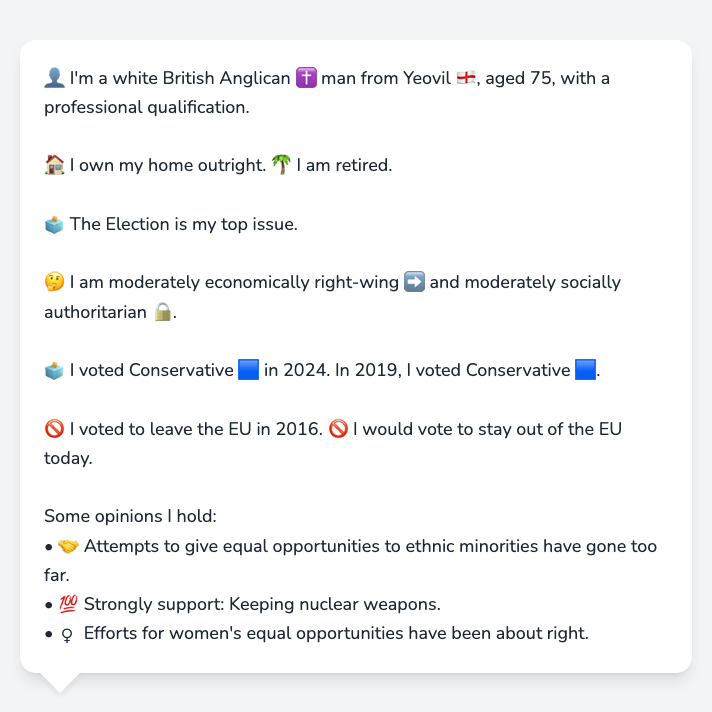 👤 I'm a white British Anglican ✝️ man from Yeovil 🏴󠁧󠁢󠁥󠁮󠁧󠁿, aged 75, with a
professional qualification.
🏠 I own my home outright. 🌴 I am retired.
🗳️ The Election is my top issue.
🤔 I am moderately economically right-wing ➡️ and moderately socially
authoritarian 🔒.
🗳️ I voted Conservative 🟦 in 2024. In 2019, I voted Conservative 🟦.
🚫 I voted to leave the EU in 2016. 🚫 I would vote to stay out of the EU
today.
Some opinions I hold:
• 🤝 Attempts to give equal opportunities to ethnic minorities have gone too
far.
• 💯 Strongly support: Keeping nuclear weapons.
• ♀ Efforts for women's equal opportunities have been about right.